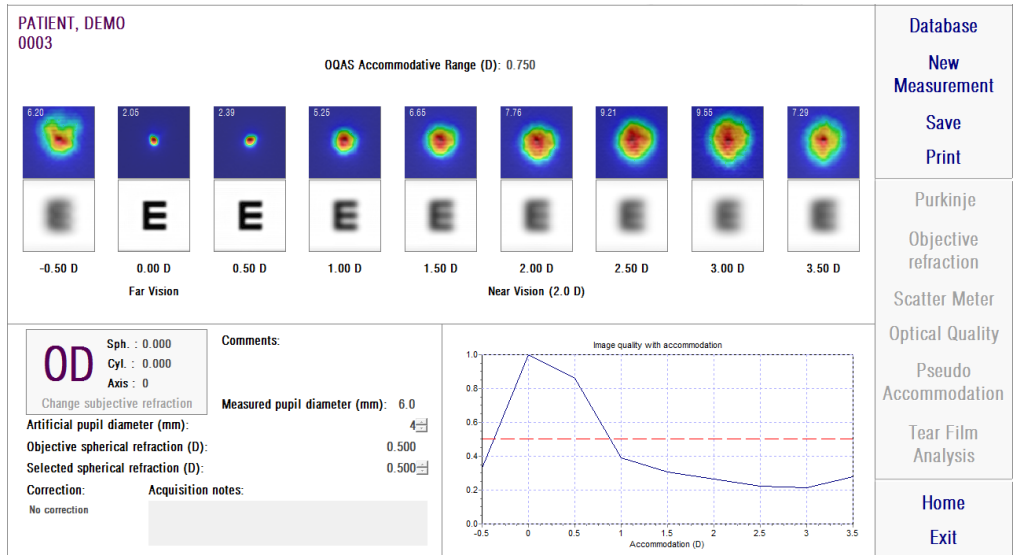 PATIENT, DEMO
0003
OQAS Accommodative Range (D): 0.750
6.20 2.05 2.39 5.25 6.65 7.76 9.21 9.55 7.29
E E E E E E E E E
-0.50 D 0.00 D 0.50 D 1.00 D 1.50 D 2.00 D 2.50 D 3.00 D 3.50 D
Far Vision Near Vision (2.0 D)
OD
Sph. : 0.000
Cyl. : 0.000
Axis : 0
Change subjective refraction
Comments:
Measured pupil diameter (mm): 6.0
Artificial pupil diameter (mm): 4
Objective spherical refraction (D): 0.500
Selected spherical refraction (D): 0.500
Correction: Acquisition notes:
No correction
Image quality with accommodation
1.0
0.8
0.6
0.4
0.2
0.0
-0.5 0 0.5 1 1.5 2 2.5 3 3.5
Accommodation (D)
Database
New
Measurement
Save
Print
Purkinje
Objective
refraction
Scatter Meter
Optical Quality
Pseudo
Accommodation
Tear Film
Analysis
Home
Exit